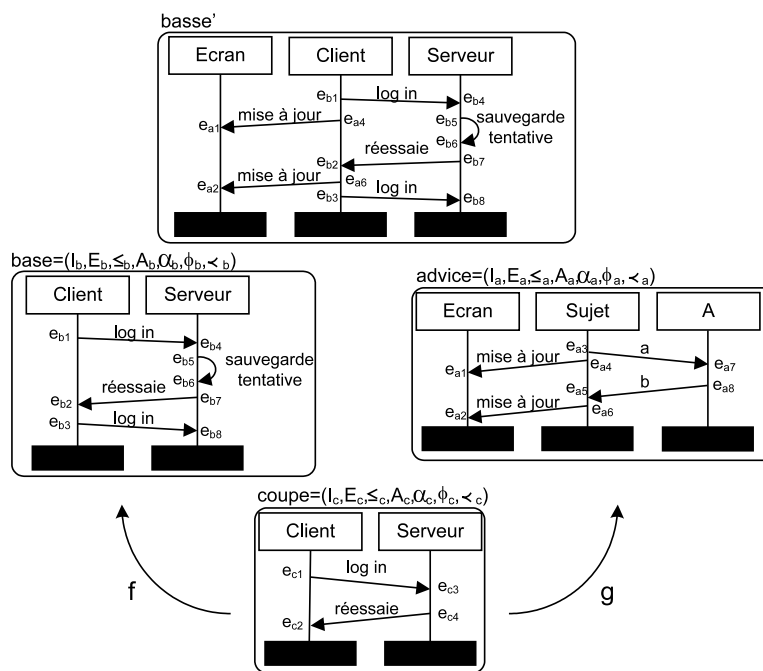 basse'
Ecran Client Serveur
e_b1 log in e_b4
e_a1 mise à jour e_a4 e_b5 sauvegarde
tentative
e_b6
e_b2 réessaie e_b7
e_a2 mise à jour e_a6
e_b3 log in e_b8
base=(I_b,E_b,≤_b,A_b,α_b,ϕ_b,≺_b)
Client Serveur
e_b1 log in e_b4
e_b5 sauvegarde
tentative
e_b6
e_b2 réessaie e_b7
e_b3 log in e_b8
advice=(I_a,E_a,≤_a,A_a,α_a,ϕ_a,≺_a)
Ecran Sujet A
e_a3 a e_a7
e_a1 mise à jour e_a4
e_a5 b e_a8
e_a2 mise à jour e_a6
coupe=(I_c,E_c,≤_c,A_c,α_c,ϕ_c,≺_c)
Client Serveur
e_c1 log in e_c3
e_c2 réessaie e_c4
f
g